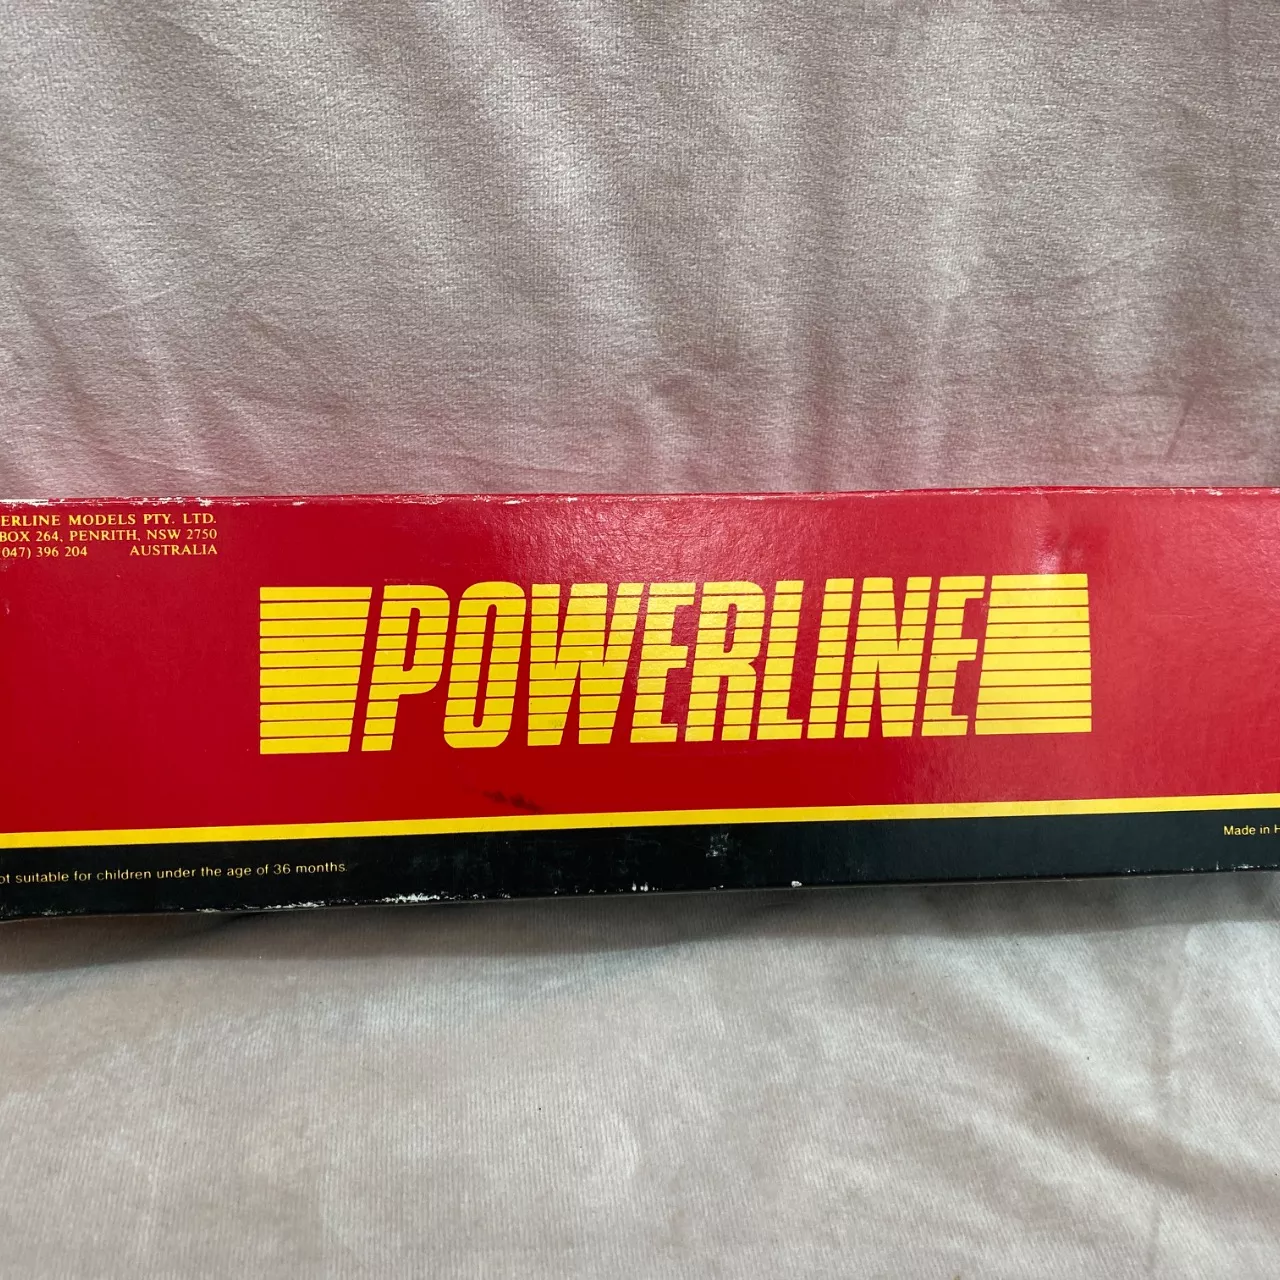 ERLINE MODELS PTY. LTD.
BOX 264, PENRITH, NSW 2750
047) 396 204 AUSTRALIA
POWERLINE
ot suitable for children under the age of 36 months.
Made in H